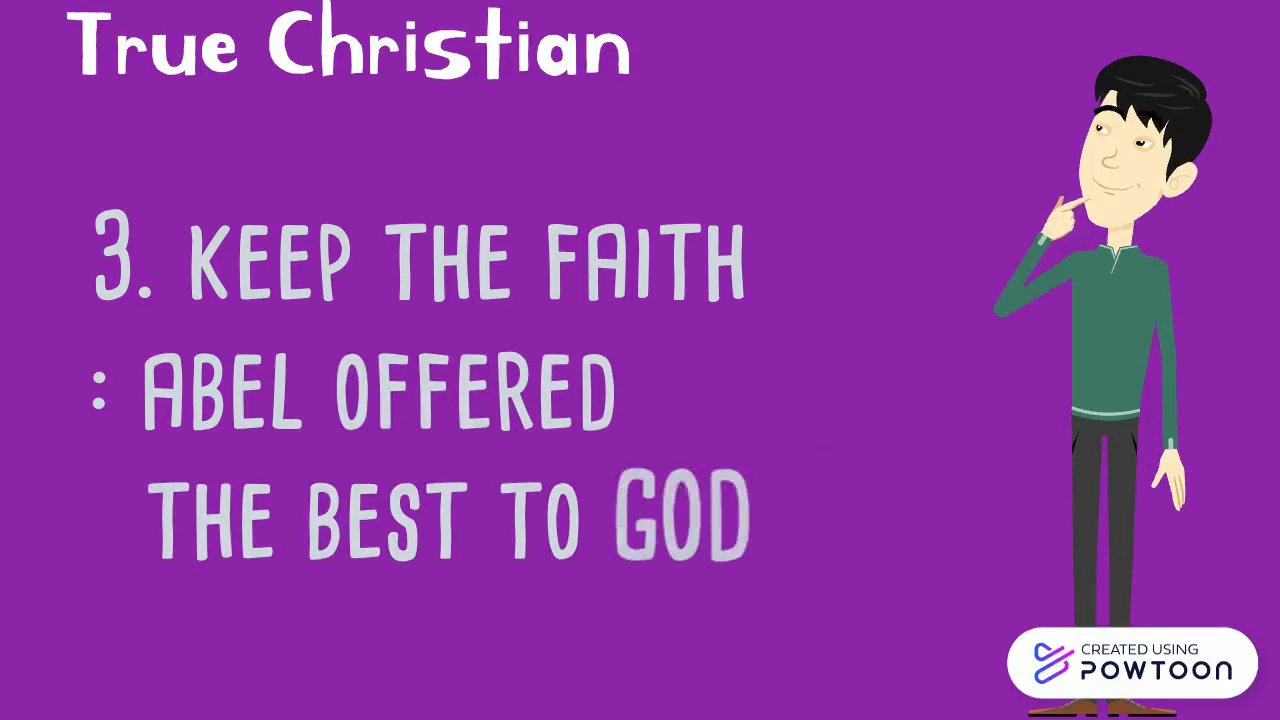 True Christian
3. KEEP THE FAITH
: ABEL OFFERED
THE BEST TO GOD
CREATED USING
POWTOON